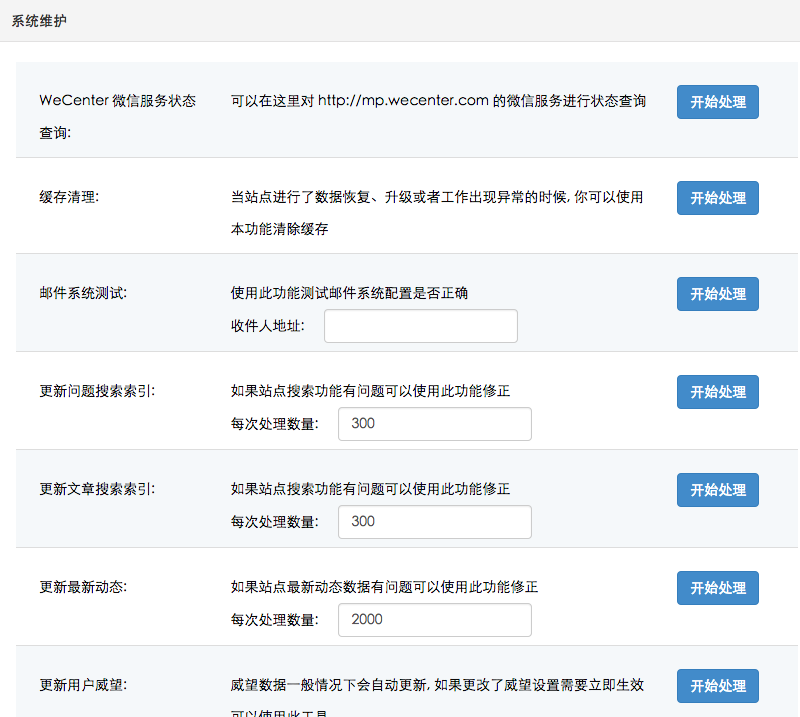 系统维护
WeCenter 微信服务状态
查询:
可以在这里对 http://mp.wecenter.com 的微信服务进行状态查询
开始处理
缓存清理:
当站点进行了数据恢复、升级或者工作出现异常的时候, 你可以使用
本功能清除缓存
开始处理
邮件系统测试:
使用此功能测试邮件系统配置是否正确
收件人地址:
开始处理
更新问题搜索索引:
如果站点搜索功能有问题可以使用此功能修正
每次处理数量: 300
开始处理
更新文章搜索索引:
如果站点搜索功能有问题可以使用此功能修正
每次处理数量: 300
开始处理
更新最新动态:
如果站点最新动态数据有问题可以使用此功能修正
每次处理数量: 2000
开始处理
更新用户威望:
威望数据一般情况下会自动更新, 如果更改了威望设置需要立即生效
可以使用此工具
开始处理